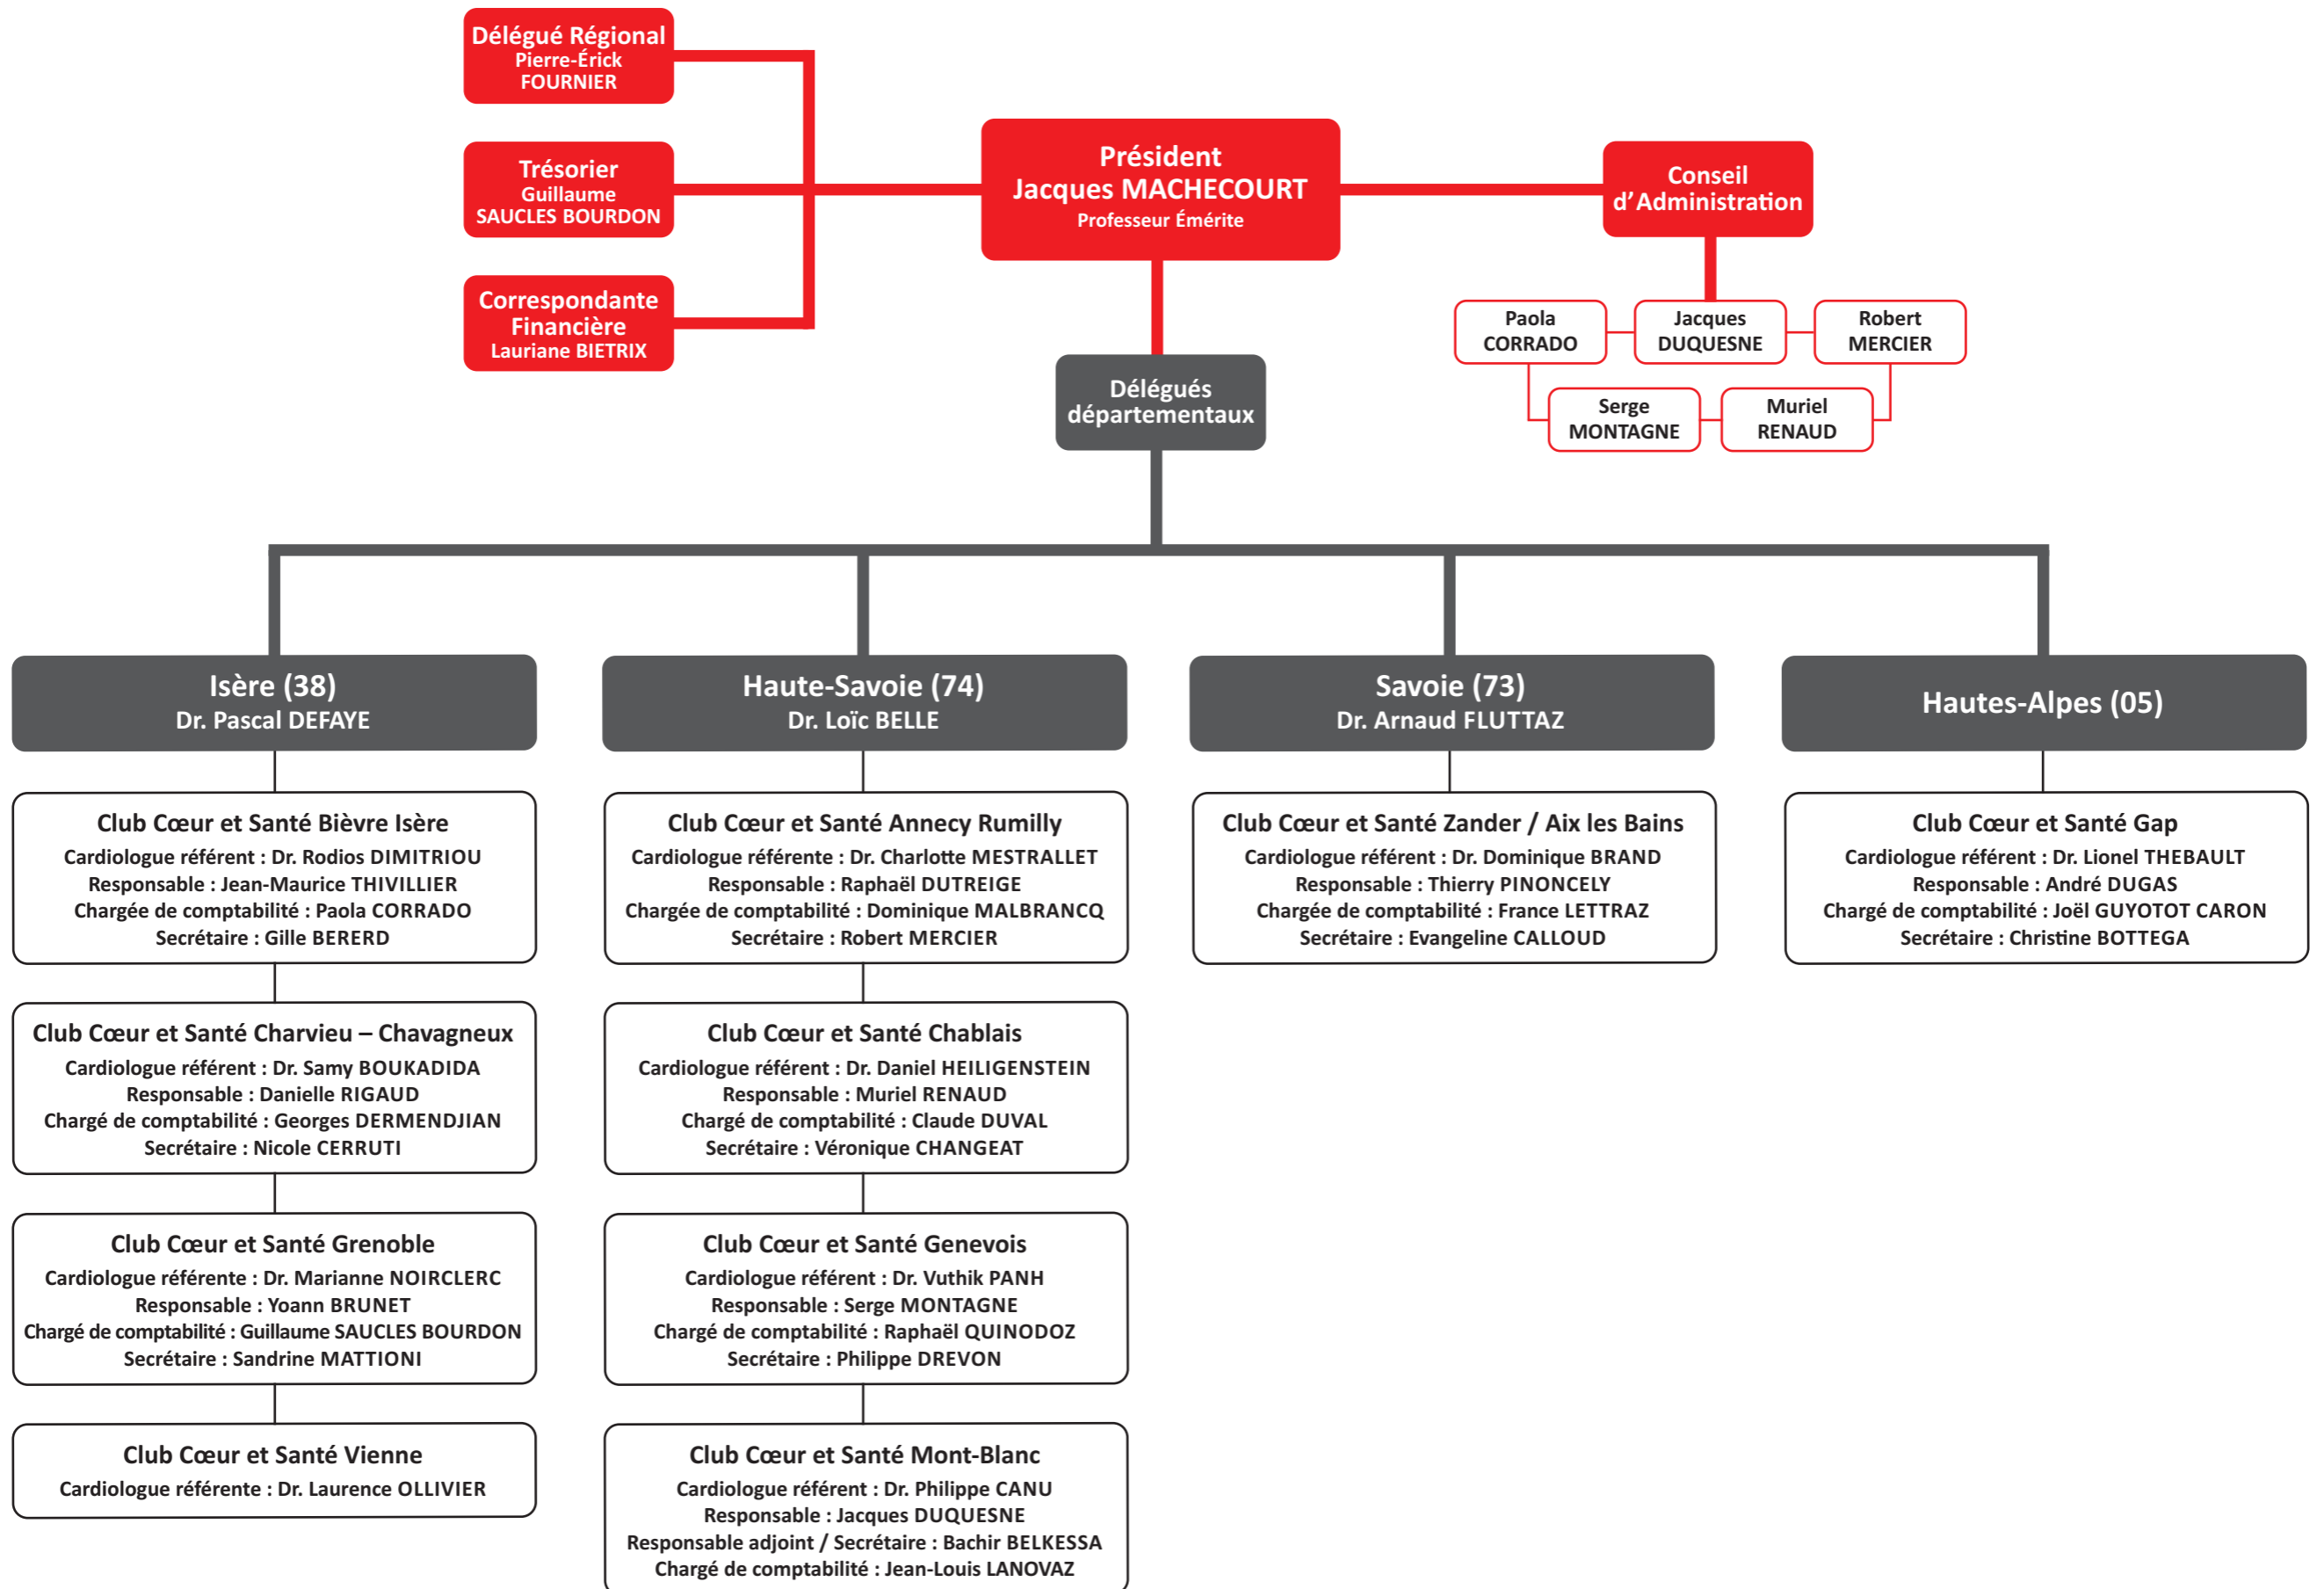 Délégué Régional
Pierre-Érick
FOURNIER
Trésorier
Guillaume
SAUCLES BOURDON
Correspondante
Financière
Lauriane BIETRIX
Président
Jacques MACHECOURT
Professeur Émérite
Conseil
d’Administration
Paola
CORRADO
Jacques
DUQUESNE
Robert
MERCIER
Serge
MONTAGNE
Muriel
RENAUD
Délégués
départementaux
Isère (38)
Dr. Pascal DEFAYE
Club Cœur et Santé Bièvre Isère
Cardiologue référent : Dr. Rodios DIMITRIOU
Responsable : Jean-Maurice THIVILLIER
Chargée de comptabilité : Paola CORRADO
Secrétaire : Gille BERERD
Club Cœur et Santé Charvieu – Chavagneux
Cardiologue référent : Dr. Samy BOUKADIDA
Responsable : Danielle RIGAUD
Chargé de comptabilité : Georges DERMENDJIAN
Secrétaire : Nicole CERRUTI
Club Cœur et Santé Grenoble
Cardiologue référente : Dr. Marianne NOIRCLERC
Responsable : Yoann BRUNET
Chargé de comptabilité : Guillaume SAUCLES BOURDON
Secrétaire : Sandrine MATTIONI
Club Cœur et Santé Vienne
Cardiologue référente : Dr. Laurence OLLIVIER
Haute-Savoie (74)
Dr. Loïc BELLE
Club Cœur et Santé Annecy Rumilly
Cardiologue référente : Dr. Charlotte MESTRALLET
Responsable : Raphaël DUTREIGE
Chargée de comptabilité : Dominique MALBRANCQ
Secrétaire : Robert MERCIER
Club Cœur et Santé Chablais
Cardiologue référent : Dr. Daniel HEILIGENSTEIN
Responsable : Muriel RENAUD
Chargé de comptabilité : Claude DUVAL
Secrétaire : Véronique CHANGEAT
Club Cœur et Santé Genevois
Cardiologue référent : Dr. Vuthik PANH
Responsable : Serge MONTAGNE
Chargé de comptabilité : Raphaël QUINODOZ
Secrétaire : Philippe DREVON
Club Cœur et Santé Mont-Blanc
Cardiologue référent : Dr. Philippe CANU
Responsable : Jacques DUQUESNE
Responsable adjoint / Secrétaire : Bachir BELKESSA
Chargé de comptabilité : Jean-Louis LANOVAZ
Savoie (73)
Dr. Arnaud FLUTTAZ
Club Cœur et Santé Zander / Aix les Bains
Cardiologue référent : Dr. Dominique BRAND
Responsable : Thierry PINONCELY
Chargée de comptabilité : France LETTRAZ
Secrétaire : Evangeline CALLOUD
Hautes-Alpes (05)
Club Cœur et Santé Gap
Cardiologue référent : Dr. Lionel THEBAULT
Responsable : André DUGAS
Chargé de comptabilité : Joël GUYOTOT CARON
Secrétaire : Christine BOTTEGA